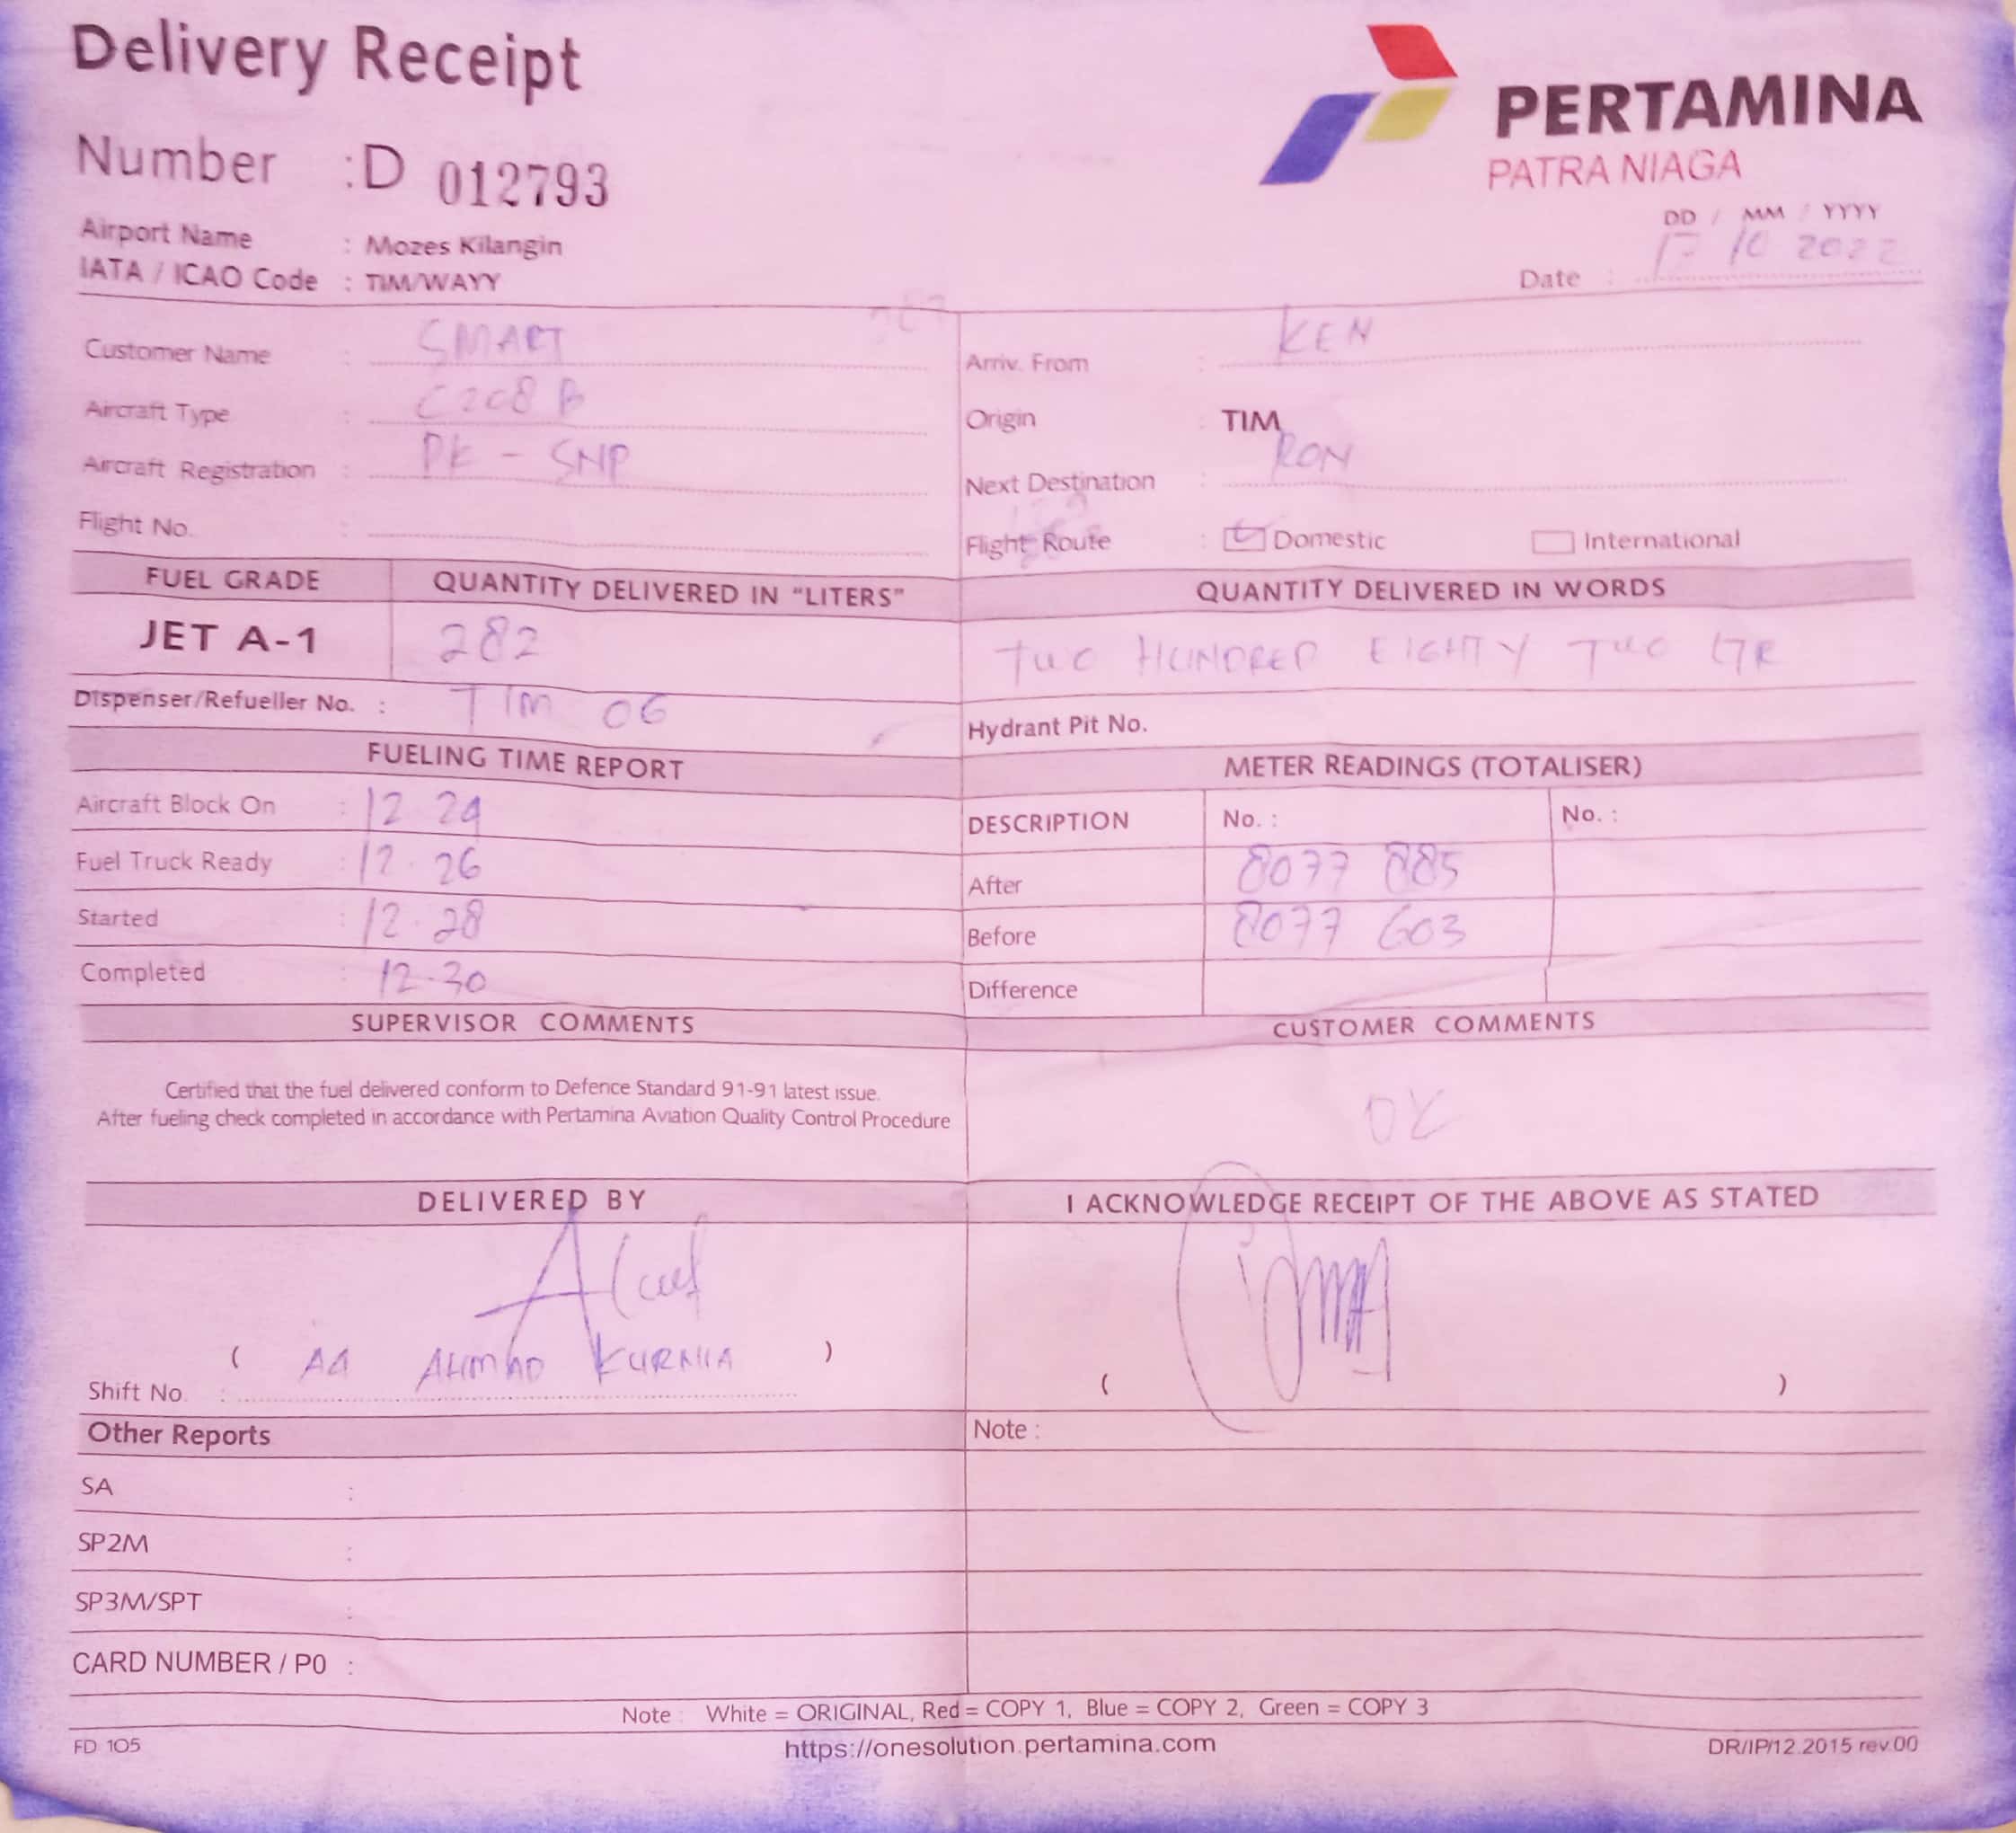 Delivery Receipt
PERTAMINA
PATRA NIAGA
Number :D 012793
DD / MM / YYYY
Airport Name : Mozes Kilangin
IATA / ICAO Code : TIM/WAYY
Date : 17 10 2022
Customer Name : SMART
Arriv. From : KEN
Aircraft Type : C208 B
Origin : TIM
Aircraft Registration : PK - SNP
Next Destination : RON
Flight No. :
Flight Route : Domestic International
FUEL GRADE QUANTITY DELIVERED IN “LITERS” QUANTITY DELIVERED IN WORDS
JET A-1 282 TWO HUNDRED EIGHTY TWO LTR
Dispenser/Refueller No. : TIM 06
Hydrant Pit No.
FUELING TIME REPORT METER READINGS (TOTALISER)
Aircraft Block On : 12 24
DESCRIPTION No. : No. :
Fuel Truck Ready : 12.26
After 8077 885
Started : 12.28
Before 8077 603
Completed : 12.30
Difference
SUPERVISOR COMMENTS CUSTOMER COMMENTS
Certified that the fuel delivered conform to Defence Standard 91-91 latest issue.
After fueling check completed in accordance with Pertamina Aviation Quality Control Procedure
OK
DELIVERED BY I ACKNOWLEDGE RECEIPT OF THE ABOVE AS STATED
( AA AHMAD KURNIA )
Shift No. :
( )
Other Reports Note :
SA :
SP2M :
SP3M/SPT :
CARD NUMBER / P0 :
Note : White = ORIGINAL, Red = COPY 1, Blue = COPY 2, Green = COPY 3
FD 105 https://onesolution.pertamina.com DR/IP/12.2015 rev.00